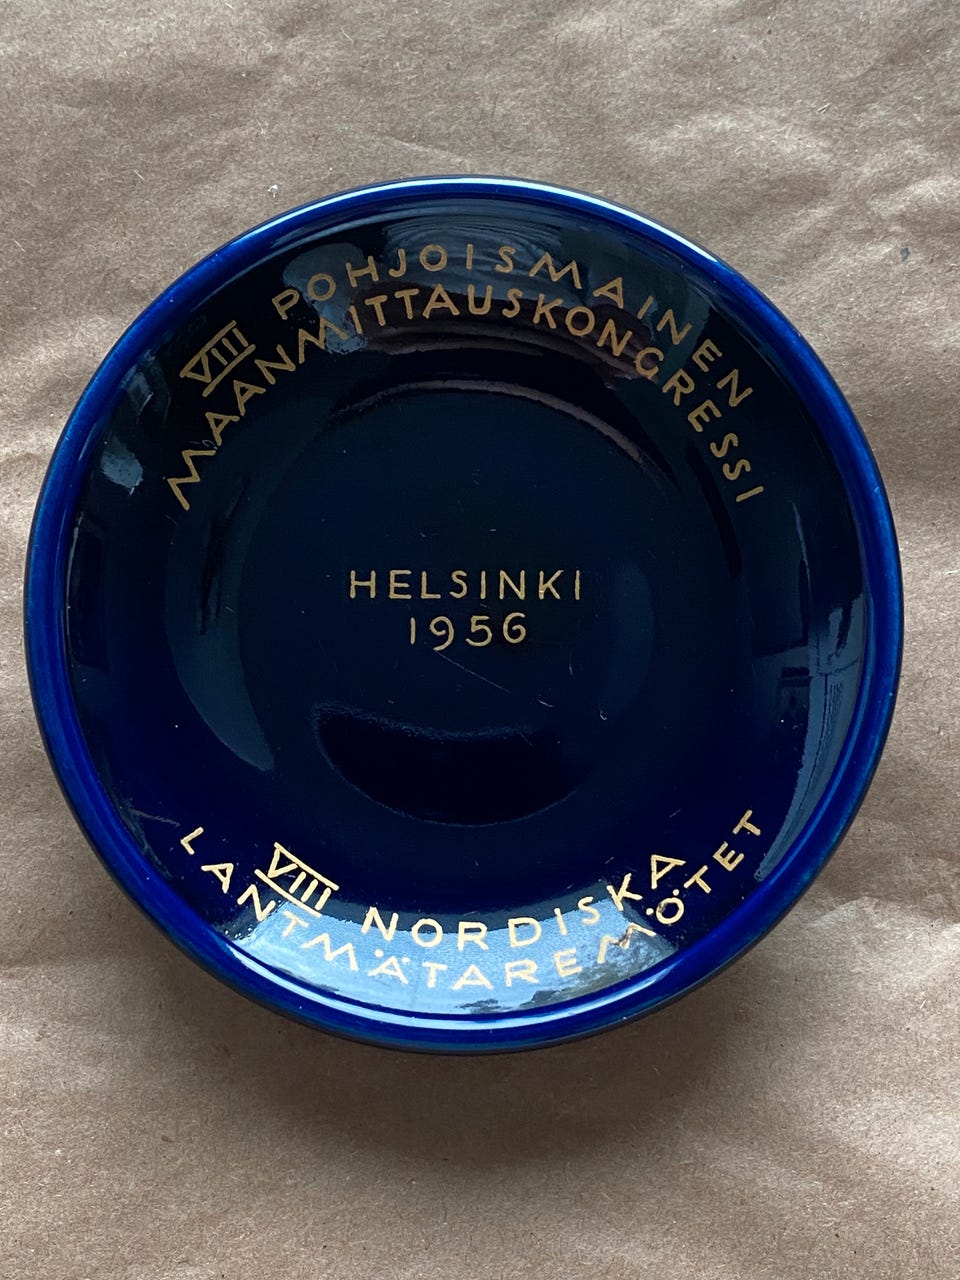 VIII POHJOISMAINEN
MAANMITTAUSKONGRESSI
HELSINKI
1956
VIII NORDISKA
LANTMÄTAREMÖTET